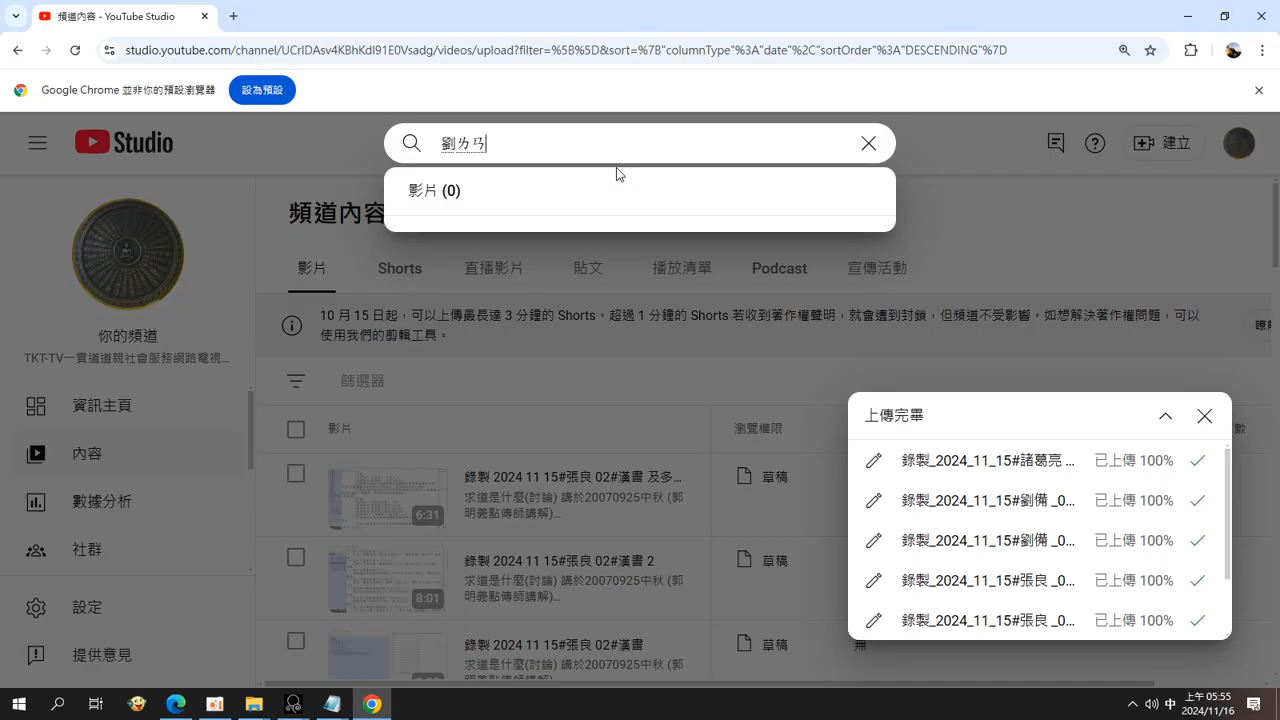 頻道內容 - YouTube Studio
studio.youtube.com/channel/UCrIDAsv4KBhKdI91E0Vsadg/videos/upload?filter=%5B%5D&sort=%7B"columnType"%3A"date"%2C"sortOrder"%3A"DESCENDING"%7D
Google Chrome 並非你的預設瀏覽器
設為預設
Studio
劉ㄌㄢ
建立
影片 (0)
頻道內容
影片
Shorts
直播影片
貼文
播放清單
Podcast
宣傳活動
10 月 15 日起，可以上傳最長達 3 分鐘的 Shorts。超過 1 分鐘的 Shorts 若收到著作權聲明，就會遭到封鎖，但頻道不受影響。如想解決著作權問題，可以
使用我們的剪輯工具。
瞭解
你的頻道
TKT-TV一貫道道親社會服務網路電視...
資訊主頁
內容
數據分析
社群
設定
提供意見
篩選器
影片
瀏覽權限
數
錄製 2024 11 15#張良 02#漢書 及多...
求道是什麼(討論) 講於20070925中秋 (郭
明義點傳師講解)...
6:31
草稿
錄製 2024 11 15#張良 02#漢書 2
求道是什麼(討論) 講於20070925中秋 (郭
明義點傳師講解)...
8:01
草稿
錄製 2024 11 15#張良 02#漢書
求道是什麼(討論) 講於20070925中秋 (郭
草稿
無
上傳完畢
錄製_2024_11_15#諸葛亮 ...
已上傳 100%
錄製_2024_11_15#劉備 _0...
已上傳 100%
錄製_2024_11_15#劉備 _0...
已上傳 100%
錄製_2024_11_15#張良 _0...
已上傳 100%
錄製_2024_11_15#張良 _0...
已上傳 100%
中
上午 05:55
2024/11/16